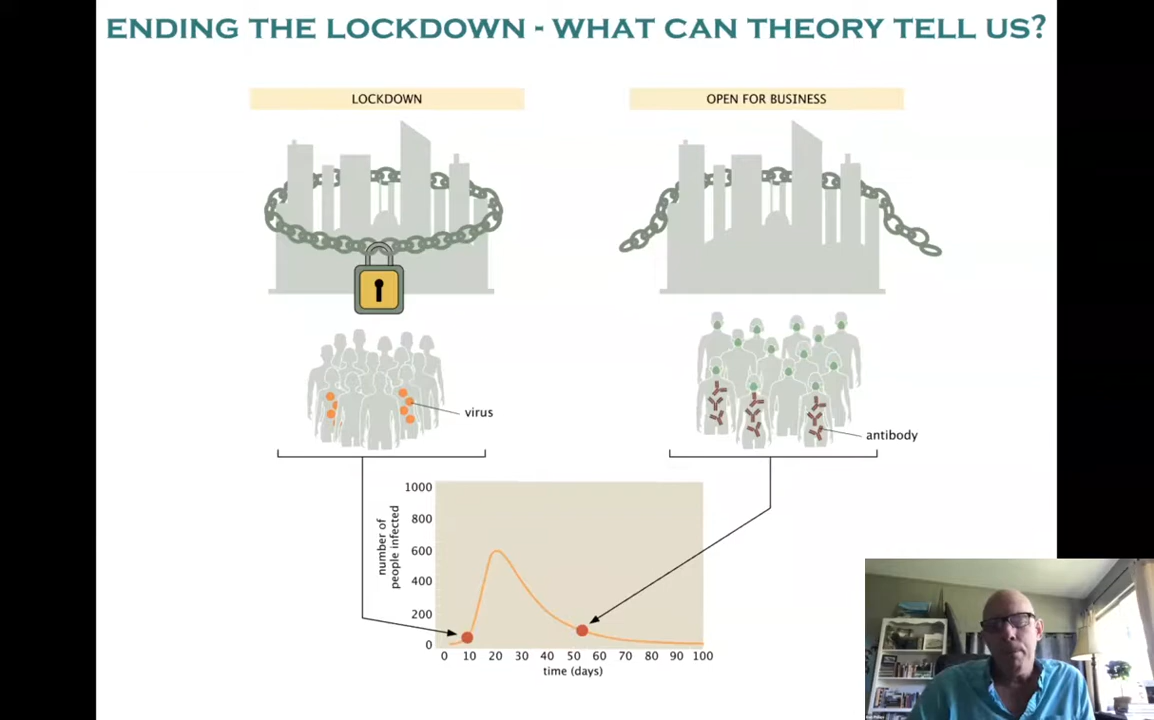 ENDING THE LOCKDOWN - WHAT CAN THEORY TELL US?
LOCKDOWN
OPEN FOR BUSINESS
virus
antibody
number of
people infected
1000
800
600
400
200
0
0 10 20 30 40 50 60 70 80 90 100
time (days)